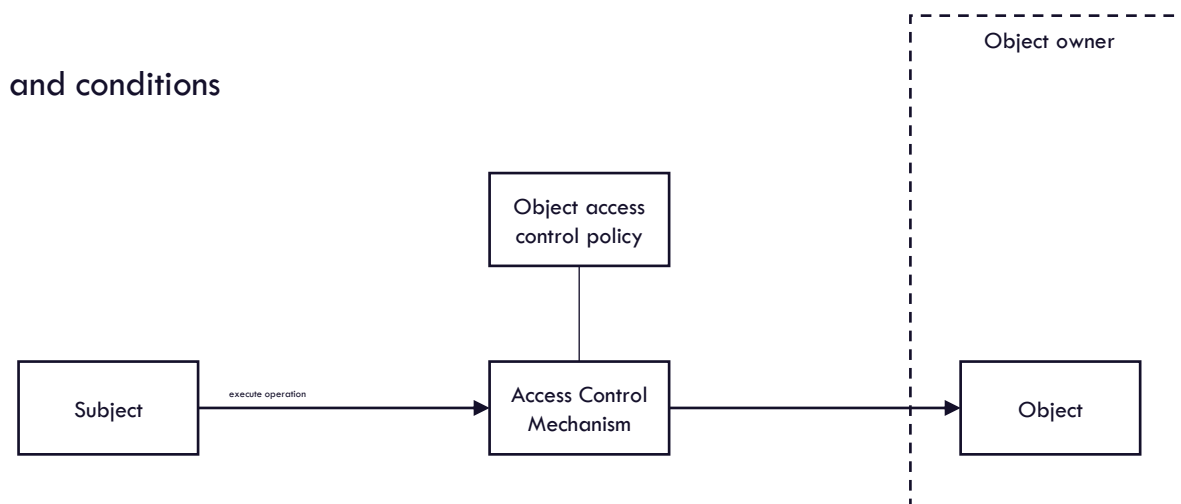 Object owner
and conditions
Object access
control policy
execute operation
Subject
Access Control
Mechanism
Object